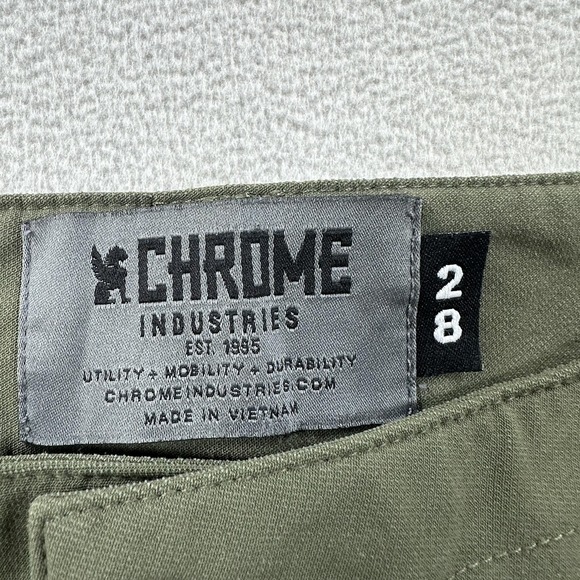 CHROME
INDUSTRIES
EST. 1995
UTILITY + MOBILITY + DURABILITY
CHROMEINDUSTRIES.COM
MADE IN VIETNAM
2
8